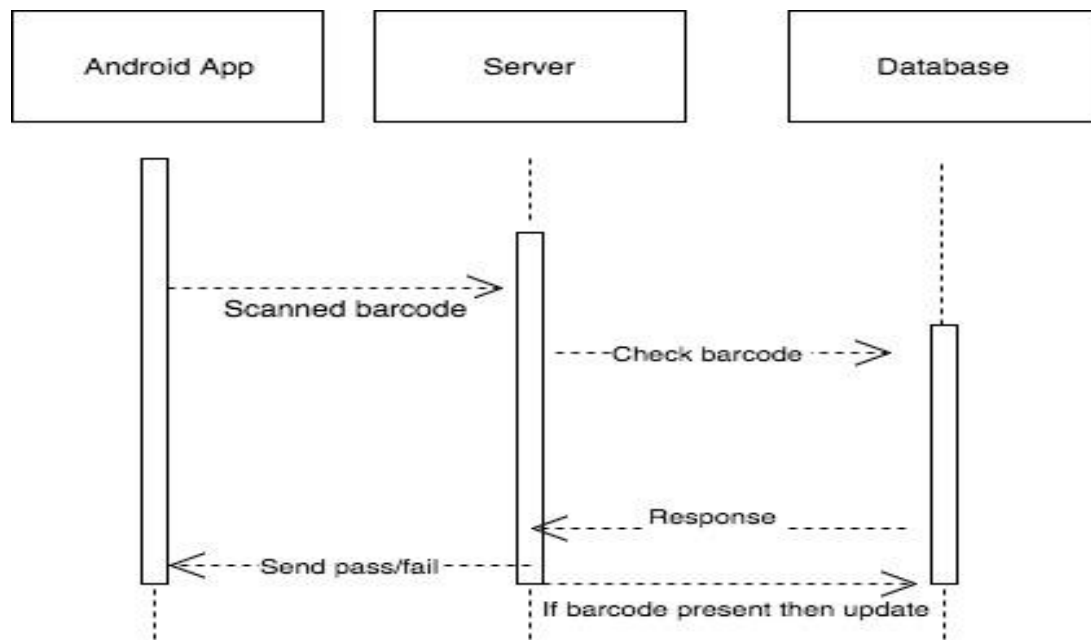 Android App
Server
Database
Scanned barcode
Check barcode
Response
Send pass/fail
If barcode present then update